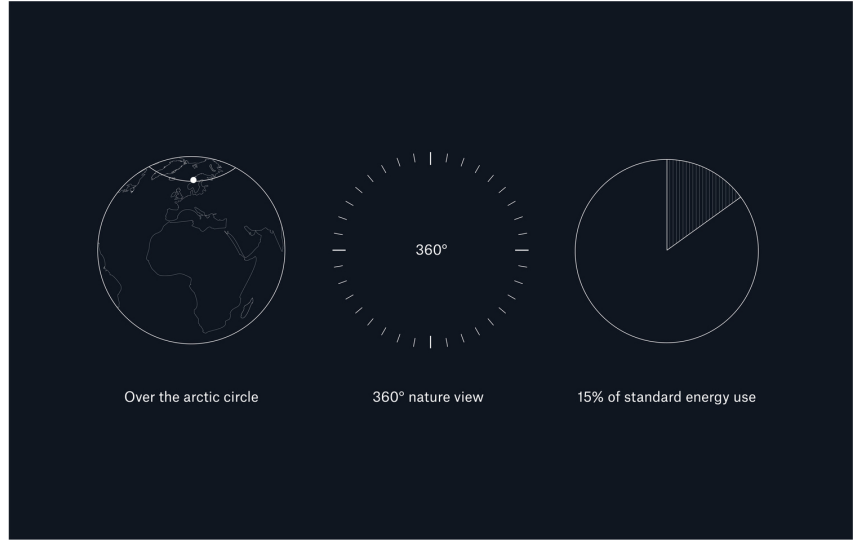 360°
Over the arctic circle
360° nature view
15% of standard energy use